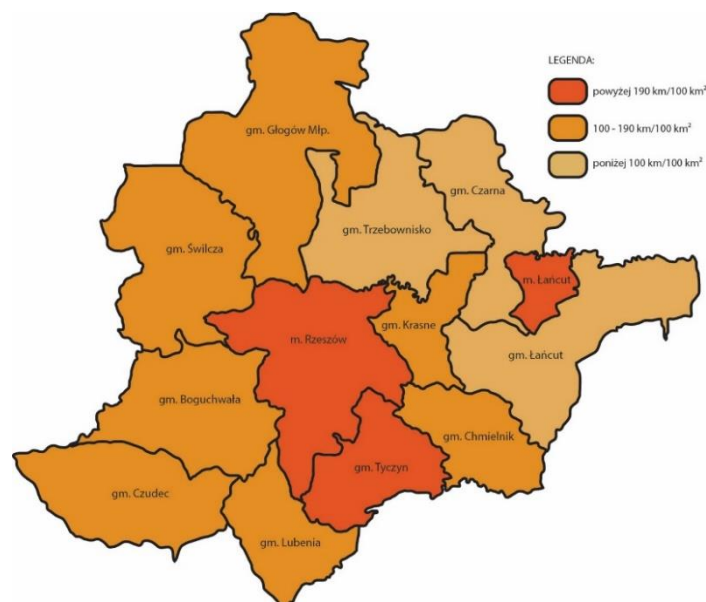 LEGENDA:
powyżej 190 km/100 km²
100 - 190 km/100 km²
poniżej 100 km/100 km²
gm. Głogów Młp.
gm. Czarna
gm. Trzebownisko
gm. Świlcza
m. Łańcut
gm. Krasne
m. Rzeszów
gm. Łańcut
gm. Boguchwała
gm. Chmielnik
gm. Tyczyn
gm. Czudec
gm. Lubenia